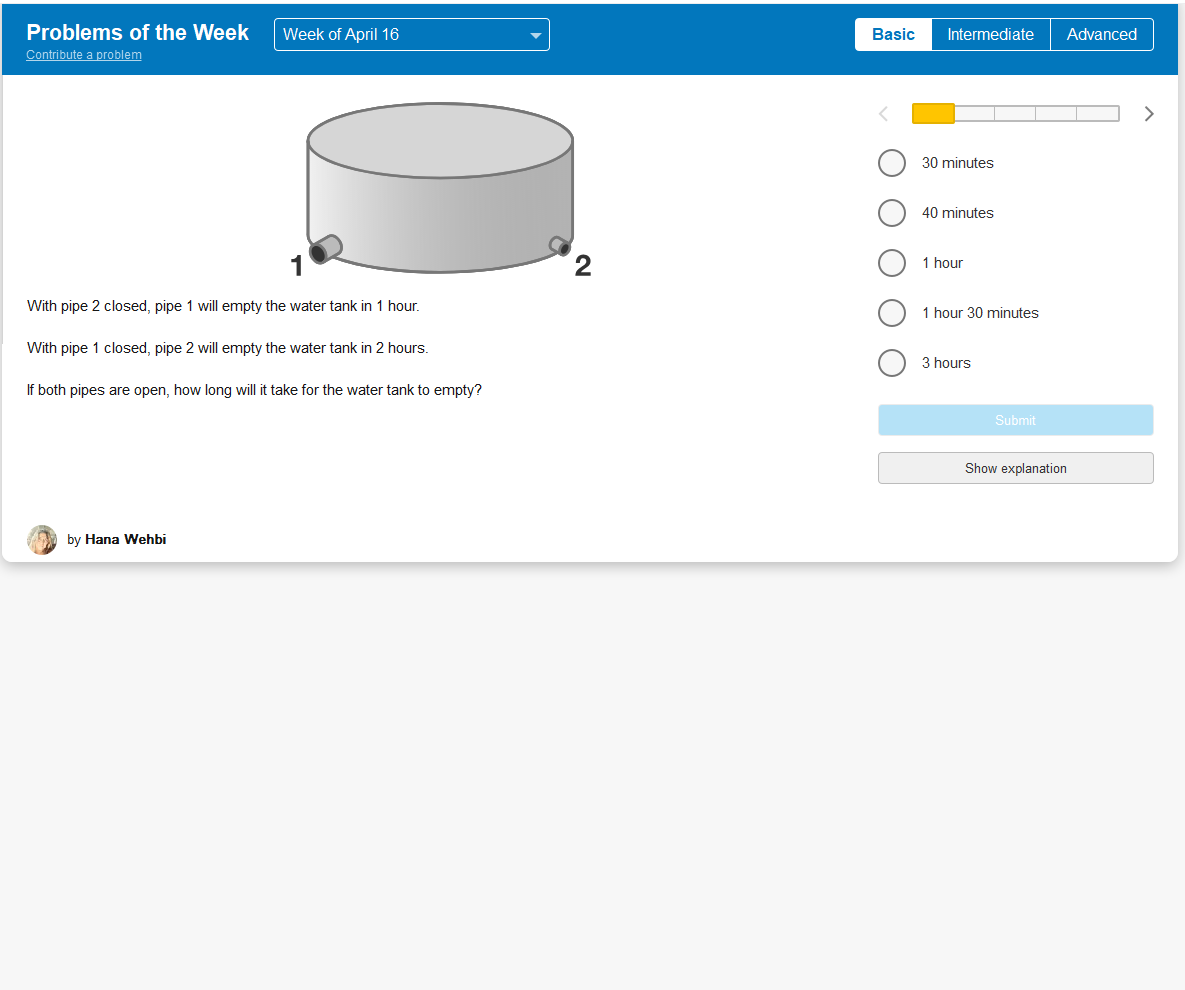 Problems of the Week
Contribute a problem
Week of April 16
Basic Intermediate Advanced
1
2
With pipe 2 closed, pipe 1 will empty the water tank in 1 hour.
With pipe 1 closed, pipe 2 will empty the water tank in 2 hours.
If both pipes are open, how long will it take for the water tank to empty?
by Hana Wehbi
30 minutes
40 minutes
1 hour
1 hour 30 minutes
3 hours
Submit
Show explanation